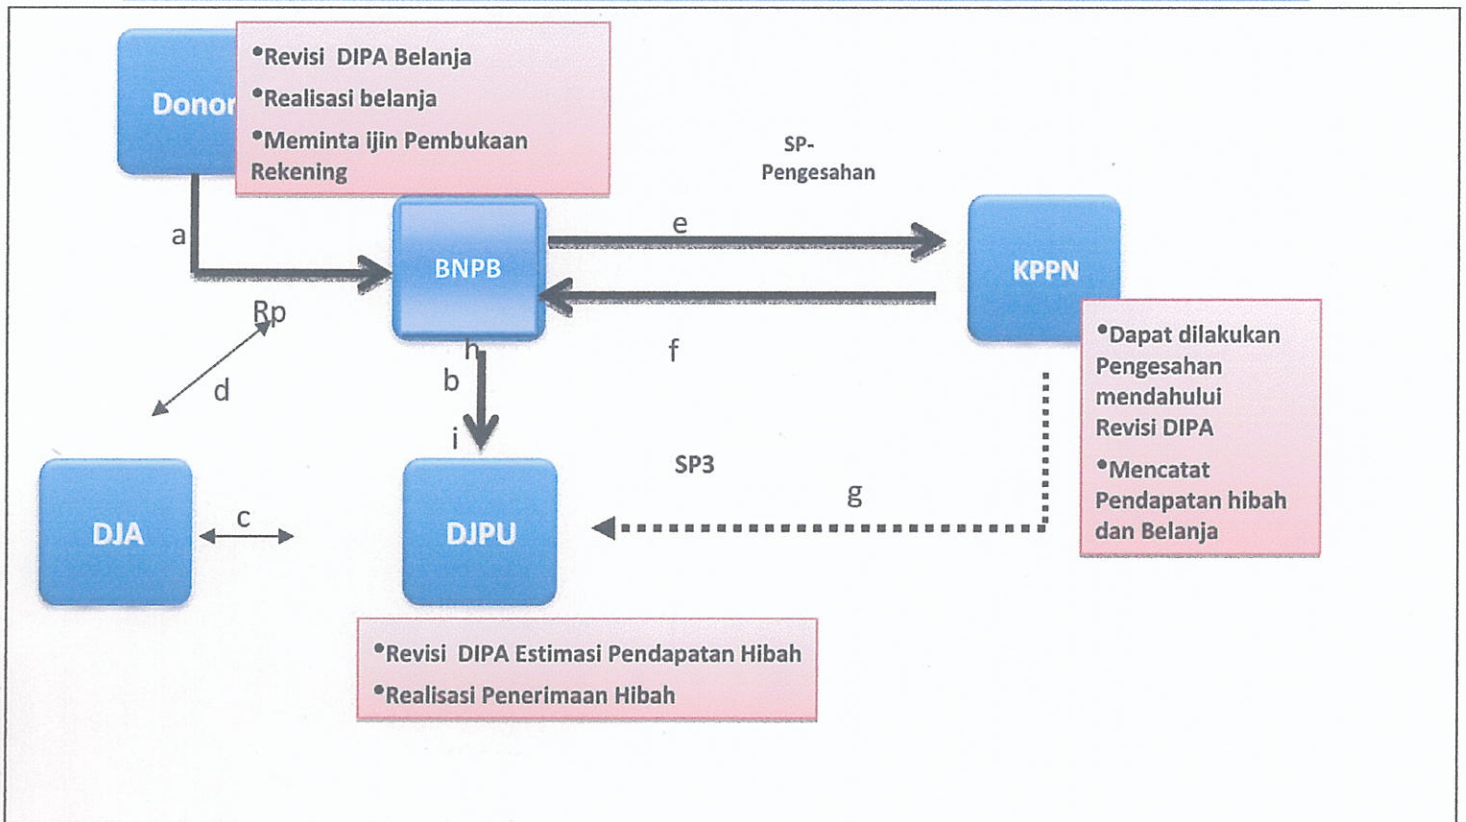 •Revisi  DIPA Belanja
Donor
•Realisasi belanja
•Meminta ijin Pembukaan
Rekening
SP-
Pengesahan
a
e
BNPB
KPPN
Rp
h
f
b
d
i
•Dapat dilakukan
Pengesahan
mendahului
Revisi DIPA
•Mencatat
Pendapatan hibah
dan Belanja
SP3
g
c
DJA
DJPU
•Revisi  DIPA Estimasi Pendapatan Hibah
•Realisasi Penerimaan Hibah